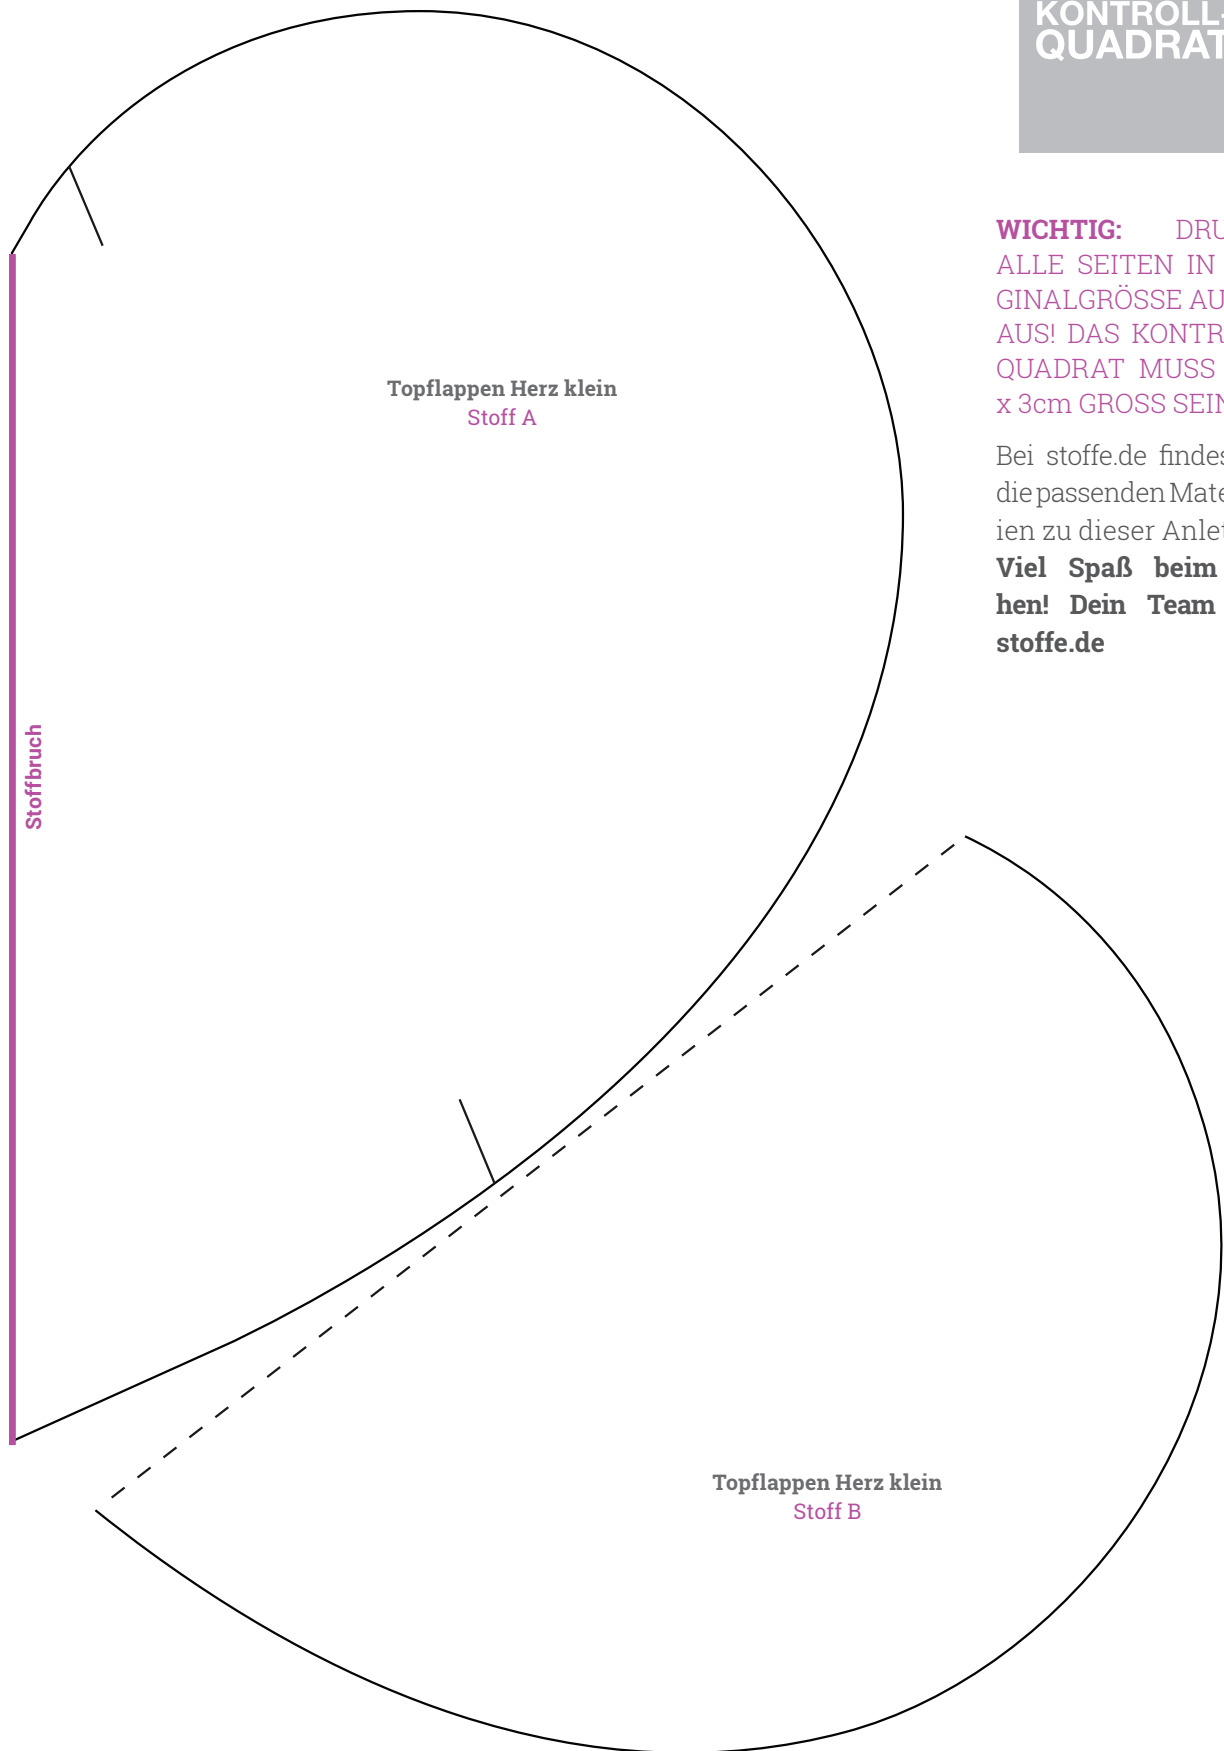 KONTROLL-
QUADRAT
WICHTIG: DRU
ALLE SEITEN IN
GINALGRÖSSE AU
AUS! DAS KONTR
QUADRAT MUSS
x 3cm GROSS SEIN
Bei stoffe.de findes
die passenden Mate
ien zu dieser Anlei
Viel Spaß beim
hen! Dein Team
stoffe.de
Topflappen Herz klein
Stoff A
Stoffbruch
Topflappen Herz klein
Stoff B